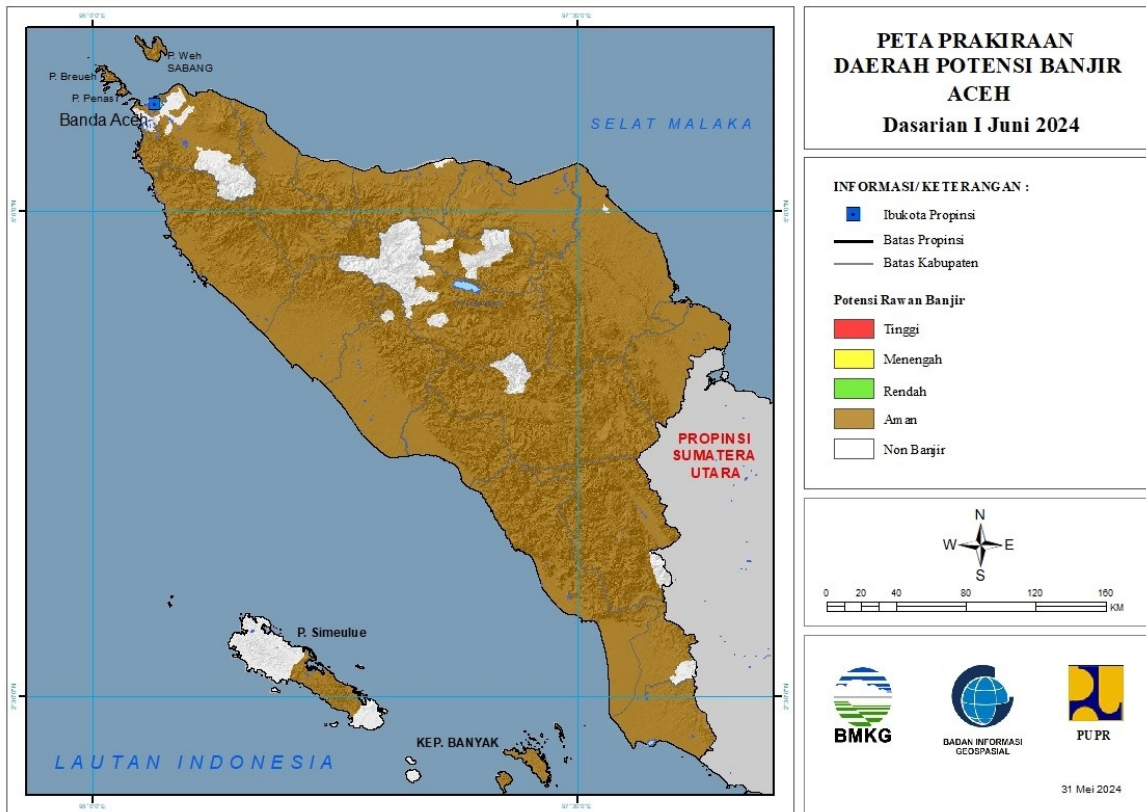 PETA PRAKIRAAN
DAERAH POTENSI BANJIR
ACEH
Dasarian I Juni 2024
INFORMASI/ KETERANGAN :
Ibukota Propinsi
Batas Propinsi
Batas Kabupaten
Potensi Rawan Banjir
Tinggi
Menengah
Rendah
Aman
Non Banjir
N
W E
S
0 20 40 80 120 160
KM
BMKG
BADAN INFORMASI
GEOSPASIAL
PUPR
31 Mei 2024
P. Weh
SABANG
P. Breueh
P. Penasi
Banda Aceh
SELAT MALAKA
PROPINSI
SUMATERA
UTARA
P. Simeulue
KEP. BANYAK
LAUTAN INDONESIA